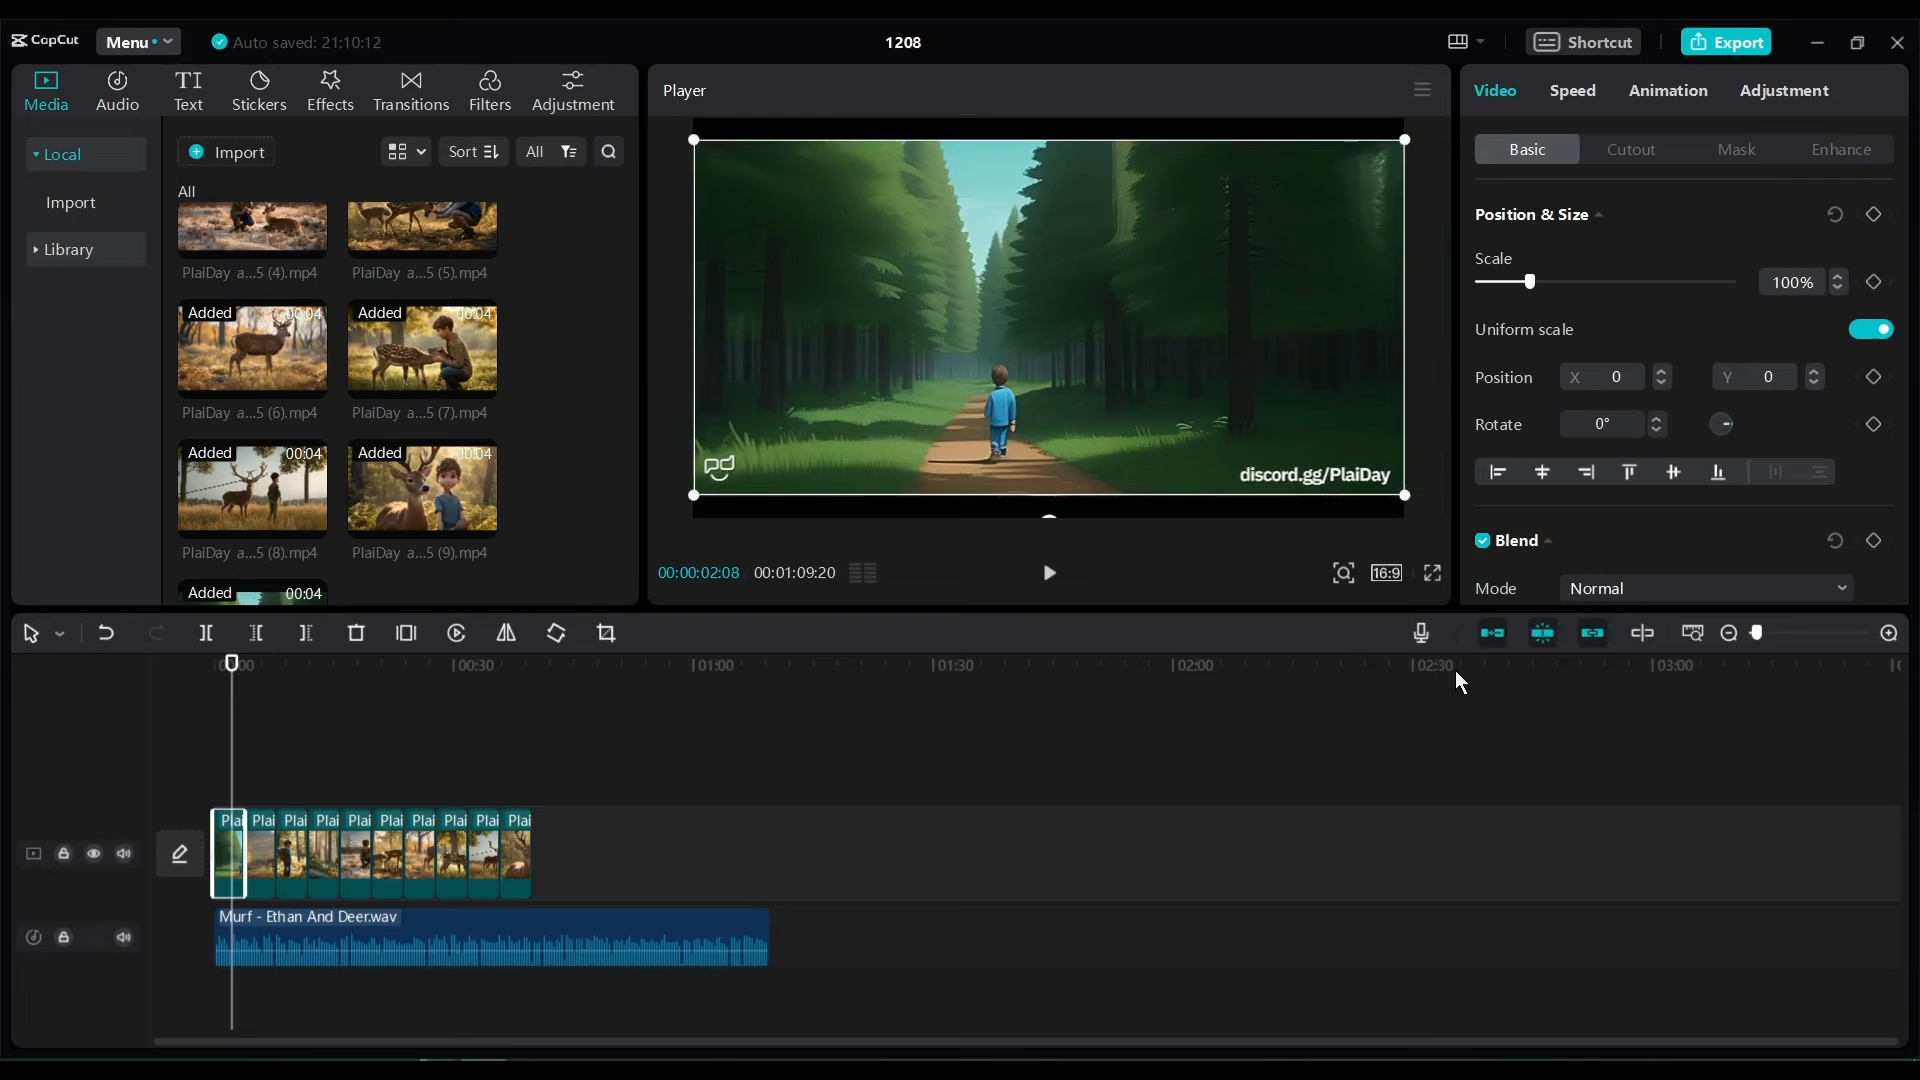 CapCut
Menu
Auto saved: 21:10:12
1208
Shortcut
Export
Media
Audio
Text
Stickers
Effects
Transitions
Filters
Adjustment
Local
Import
Library
Import
Sort
All
All
PlaiDay a...5 (4).mp4
PlaiDay a...5 (5).mp4
Added 00:04
Added 00:04
PlaiDay a...5 (6).mp4
PlaiDay a...5 (7).mp4
Added 00:04
Added 00:04
PlaiDay a...5 (8).mp4
PlaiDay a...5 (9).mp4
Added 00:04
Player
pd
discord.gg/PlaiDay
00:00:02:08
00:01:09:20
16:9
Video
Speed
Animation
Adjustment
Basic
Cutout
Mask
Enhance
Position & Size
Scale
100%
Uniform scale
Position
X 0
Y 0
Rotate
0°
Blend
Mode
Normal
00:00
00:30
01:00
01:30
02:00
02:30
03:00
Plai
Plai
Plai
Plai
Plai
Plai
Plai
Plai
Plai
Plai
Murf - Ethan And Deer.wav